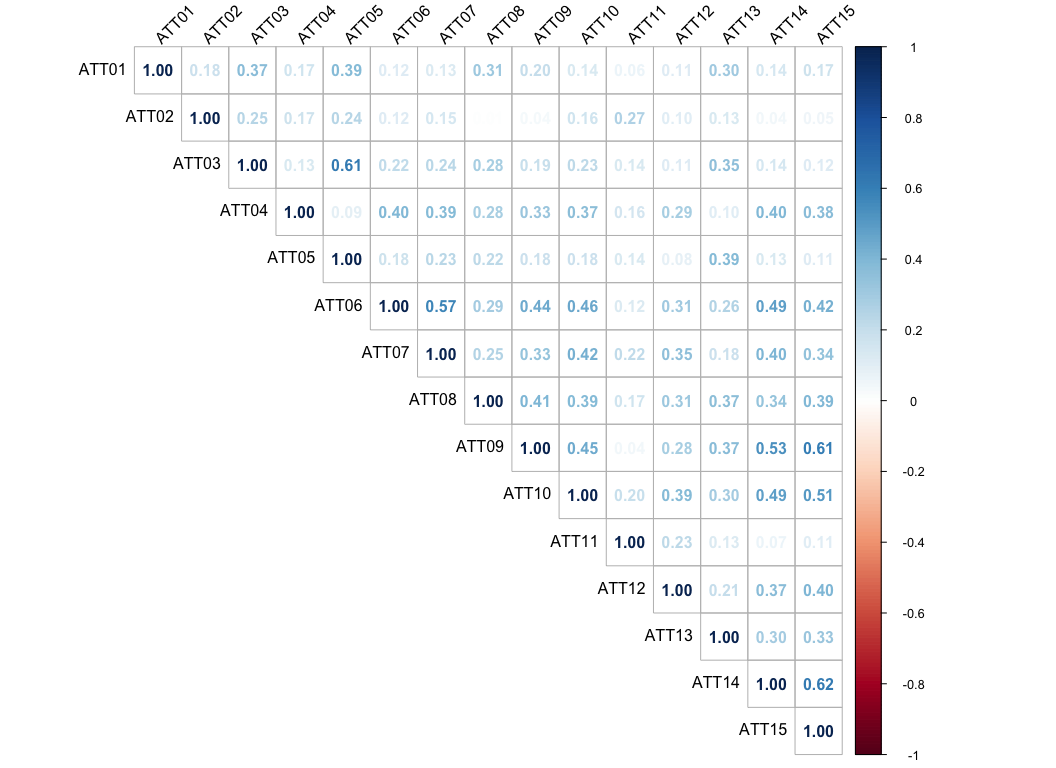 ATT01 ATT02 ATT03 ATT04 ATT05 ATT06 ATT07 ATT08 ATT09 ATT10 ATT11 ATT12 ATT13 ATT14 ATT15
ATT01 1.00 0.18 0.37 0.17 0.39 0.12 0.13 0.31 0.20 0.14 0.06 0.11 0.30 0.14 0.17
ATT02 1.00 0.25 0.17 0.24 0.12 0.15 0.04 0.16 0.27 0.10 0.13 0.04 0.05
ATT03 1.00 0.13 0.61 0.22 0.24 0.28 0.19 0.23 0.14 0.11 0.35 0.14 0.12
ATT04 1.00 0.09 0.40 0.39 0.28 0.33 0.37 0.16 0.29 0.10 0.40 0.38
ATT05 1.00 0.18 0.23 0.22 0.18 0.18 0.14 0.08 0.39 0.13 0.11
ATT06 1.00 0.57 0.29 0.44 0.46 0.12 0.31 0.26 0.49 0.42
ATT07 1.00 0.25 0.33 0.42 0.22 0.35 0.18 0.40 0.34
ATT08 1.00 0.41 0.39 0.17 0.31 0.37 0.34 0.39
ATT09 1.00 0.45 0.04 0.28 0.37 0.53 0.61
ATT10 1.00 0.20 0.39 0.30 0.49 0.51
ATT11 1.00 0.23 0.13 0.07 0.11
ATT12 1.00 0.21 0.37 0.40
ATT13 1.00 0.30 0.33
ATT14 1.00 0.62
ATT15 1.00
1
0.8
0.6
0.4
0.2
0
-0.2
-0.4
-0.6
-0.8
-1